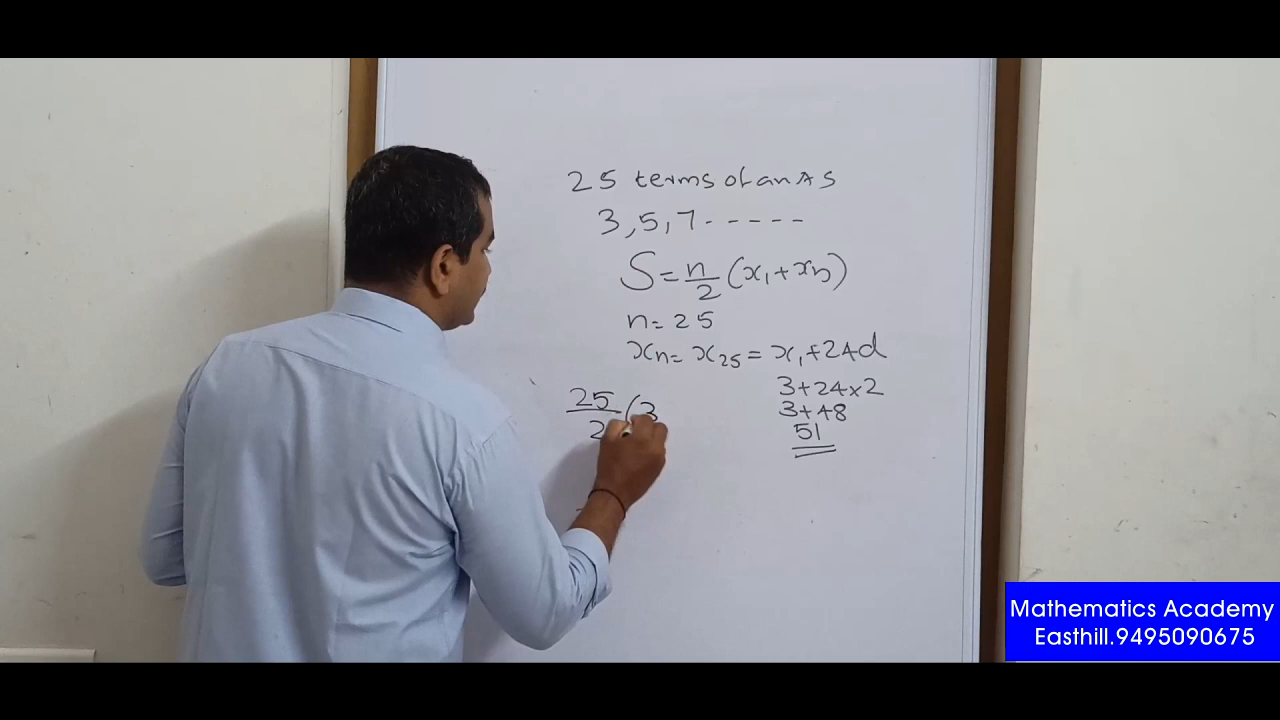 25 terms of an AS
3, 5, 7 - - - - -
S = n/2 (x₁ + xn)
n = 25
xn = x₂₅ = x₁ + 24d
3 + 24 x 2
3 + 48
51
25/2 (3
Mathematics Academy
Easthill.9495090675